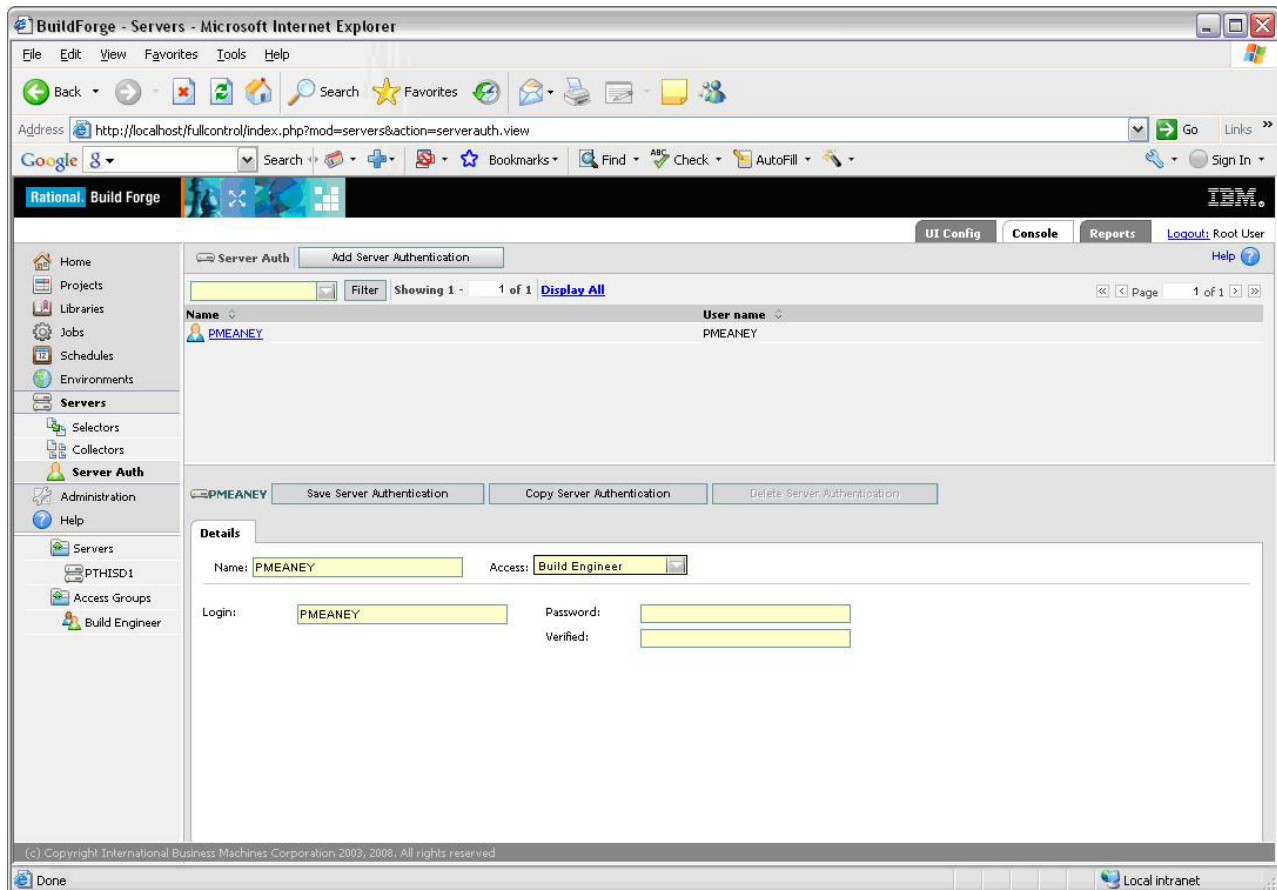 BuildForge - Servers - Microsoft Internet Explorer
File Edit View Favorites Tools Help
Back Search Favorites
Address http://localhost/fullcontrol/index.php?mod=servers&action=serverauth.view Go Links »
Google Search Bookmarks Find Check AutoFill Sign In
Rational. Build Forge IBM.
UI Config Console Reports Logout: Root User
Home
Server Auth Add Server Authentication Help
Projects
Filter Showing 1 - 1 of 1 Display All Page 1 of 1
Libraries
Name User name
Jobs
PMEANEY PMEANEY
Schedules
Environments
Servers
Selectors
Collectors
Server Auth
Administration
PMEANEY Save Server Authentication Copy Server Authentication Delete Server Authentication
Help
Details
Servers
PTHISD1
Name: PMEANEY Access: Build Engineer
Access Groups
Build Engineer
Login: PMEANEY Password:
Verified:
(c) Copyright International Business Machines Corporation 2003, 2008. All rights reserved
Done Local intranet